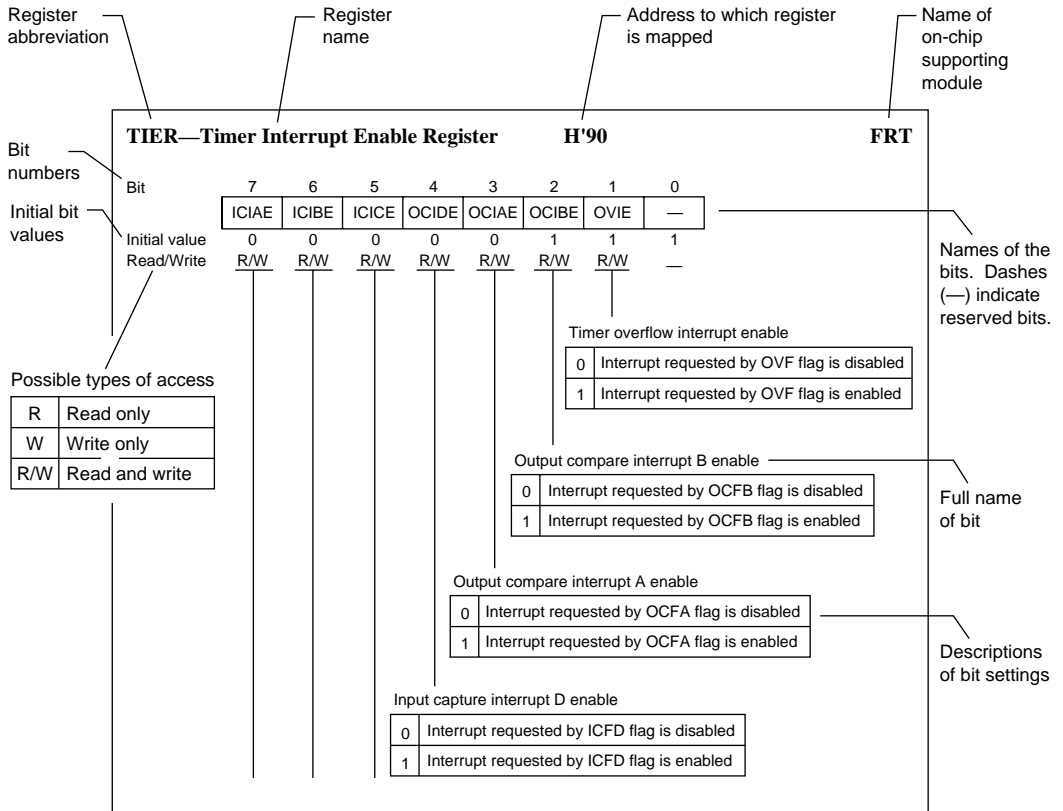 Register
abbreviation
Register
name
Address to which register
is mapped
Name of
on-chip
supporting
module
TIER—Timer Interrupt Enable Register H'90 FRT
Bit
numbers
Bit 7 6 5 4 3 2 1 0
ICIAE ICIBE ICICE OCIDE OCIAE OCIBE OVIE —
Initial bit
values
Initial value 0 0 0 0 0 1 1 1
Read/Write R/W R/W R/W R/W R/W R/W R/W —
Names of the
bits. Dashes
(—) indicate
reserved bits.
Timer overflow interrupt enable
0 Interrupt requested by OVF flag is disabled
1 Interrupt requested by OVF flag is enabled
Possible types of access
R Read only
W Write only
R/W Read and write
Output compare interrupt B enable
0 Interrupt requested by OCFB flag is disabled
1 Interrupt requested by OCFB flag is enabled
Full name
of bit
Output compare interrupt A enable
0 Interrupt requested by OCFA flag is disabled
1 Interrupt requested by OCFA flag is enabled
Descriptions
of bit settings
Input capture interrupt D enable
0 Interrupt requested by ICFD flag is disabled
1 Interrupt requested by ICFD flag is enabled